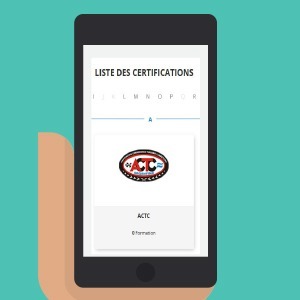 LISTE DES CERTIFICATIONS
I J K L M N O P Q R
A
ACTC
ACTC
0 Formation